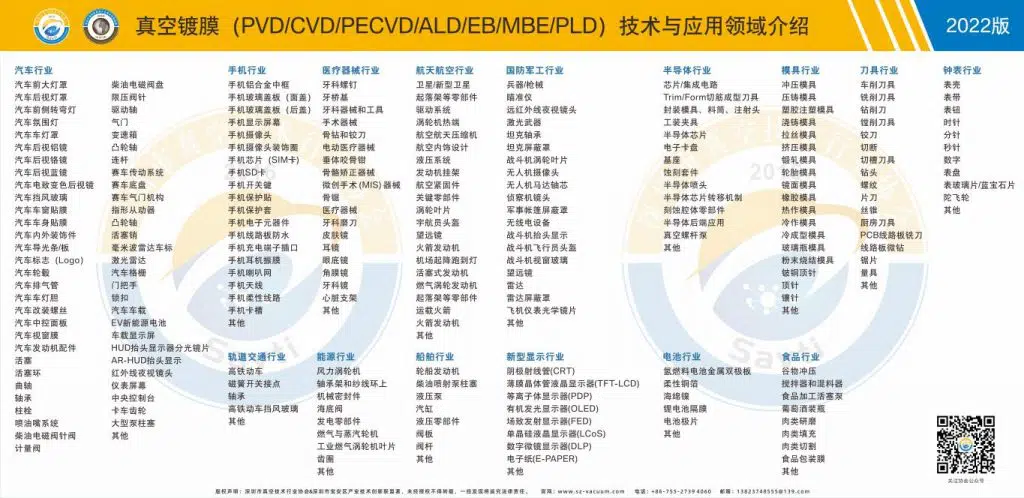 真空镀膜（PVD/CVD/PECVD/ALD/EB/MBE/PLD）技术与应用领域介绍
2022版
汽车行业
汽车前大灯罩
汽车后视灯罩
汽车前侧转弯灯
汽车氛围灯
汽车车灯罩
汽车后视铝镜
汽车后视铬镜
汽车后视蓝镜
汽车电致变色后视镜
汽车挡风玻璃
汽车车窗贴膜
汽车车身贴膜
汽车内外装饰件
汽车导光条/板
汽车标志（Logo）
汽车轮毂
汽车排气管
汽车车灯胆
汽车改装螺丝
汽车中控面板
汽车视窗膜
汽车发动机配件
活塞
活塞环
曲轴
轴承
柱栓
喷油嘴系统
柴油电磁阀针阀
计量阀
柴油电磁阀盘
限压阀针
驱动轴
气门
变速箱
凸轮轴
连杆
赛车传动系统
赛车底盘
赛车气门机构
指形从动器
凸轮轴
活塞销
毫米波雷达车标
激光雷达
汽车格栅
门把手
锁扣
汽车车载
EV新能源电池
车载显示屏
HUD抬头显示器分光镜片
AR-HUD抬头显示
红外线夜视镜头
仪表屏幕
中央控制台
卡车齿轮
大型泵柱塞
其他
手机行业
手机铝合金中框
手机玻璃盖板（面盖）
手机玻璃盖板（后盖）
手机显示屏幕
手机摄像头
手机摄像头装饰圈
手机芯片（SIM卡）
手机SD卡
手机开关键
手机保护贴
手机保护套
手机电子元器件
手机线路板防水
手机充电端子插口
手机耳机振膜
手机喇叭网
手机天线
手机柔性线路
手机卡槽
其他
轨道交通行业
高铁动车
磁簧开关接点
轴承
高铁动车挡风玻璃
其他
医疗器械行业
牙科螺钉
牙桥基
牙科器械和工具
手术器械
骨钻和铰刀
电动医疗器械
垂体咬骨钳
骨骼矫正器械
微创手术(MIS)器械
骨锯
医疗器械
牙科磨刀
皮肤镜
耳镜
眼底镜
角膜镜
牙科镜
心脏支架
其他
能源行业
风力涡轮机
轴承架和纱线环上
机械密封件
海底阀
发电零部件
燃气与蒸汽轮机
工业燃气涡轮机叶片
齿圈
其他
航天航空行业
卫星/新型卫星
起落架等零部件
驱动系统
涡轮机热端
航空航天压缩机
航空内饰设计
液压系统
发动机挂架
航空紧固件
关键零部件
涡轮叶片
宇航员头盔
望远镜
火箭发动机
机场起降跑到灯
活塞式发动机
燃气涡轮发动机
起落架等零部件
运载火箭
火箭发动机
其他
船舶行业
轮船发动机
柴油喷射泵柱塞
液压泵
汽缸
液压零部件
阀板
阀杆
其他
国防军工行业
兵器/枪械
瞄准仪
远红外线夜视镜头
激光武器
坦克轴承
坦克屏蔽罩
战斗机涡轮叶片
无人机摄像头
无人机马达轴芯
侦察机镜头
军事帐蓬屏蔽罩
无线电设备
战斗机抬头显示
战斗机飞行员头盔
战斗机视窗玻璃
望远镜
雷达
雷达屏蔽罩
飞机仪表光学镜片
其他
新型显示行业
阴极射线管(CRT)
薄膜晶体管液晶显示器(TFT-LCD)
等离子体显示器(PDP)
有机发光显示器(OLED)
场致发射显示器(FED)
单晶硅液晶显示器(LCoS)
数字微镜显示器(DLP)
电子纸(E-PAPER)
其他
半导体行业
芯片/集成电路
Trim/Form切筋成型刀具
封装模具、料筒、注射头
工装夹具
半导体芯片
电子卡盘
基座
蚀刻套件
半导体喷头
半导体芯片转移机制
刻蚀腔体零部件
半导体后端应用
真空螺杆泵
其他
电池行业
氢燃料电池金属双极板
柔性铜箔
海绵镍
锂电池隔膜
电池极片
其他
模具行业
冲压模具
压铸模具
塑胶注塑模具
浇铸模具
拉丝模具
挤压模具
锻轧模具
轮胎模具
镜面模具
橡胶模具
热作模具
冷作模具
冷成型模具
玻璃瓶模具
粉末烧结模具
铍铜顶针
顶针
镶针
其他
食品行业
谷物冲压
搅拌器和混料器
食品加工活塞泵
葡萄酒装瓶
肉类研磨
肉类填充
肉类切割
食品包装膜
其他
刀具行业
车削刀具
铣削刀具
钻削刀具
镗削刀具
铰刀
切断
切槽刀具
钻头
螺纹
片刀
丝锥
厨房刀具
PCB线路板铣刀
线路板微钻
锯片
量具
其他
钟表行业
表壳
表带
表钮
时针
分针
秒针
数字
表盘
表玻璃片/蓝宝石片
陀飞轮
其他
关注协会公众号
版权声明：深圳市真空技术行业协会&深圳市宝安区产业技术创新联盟嘉，未经授权不得转载，一经发现将追究法律责任。 官网：www.sz-vacuum.com 电话：+86-755-2739 4060 邮箱：13823748555@139.com